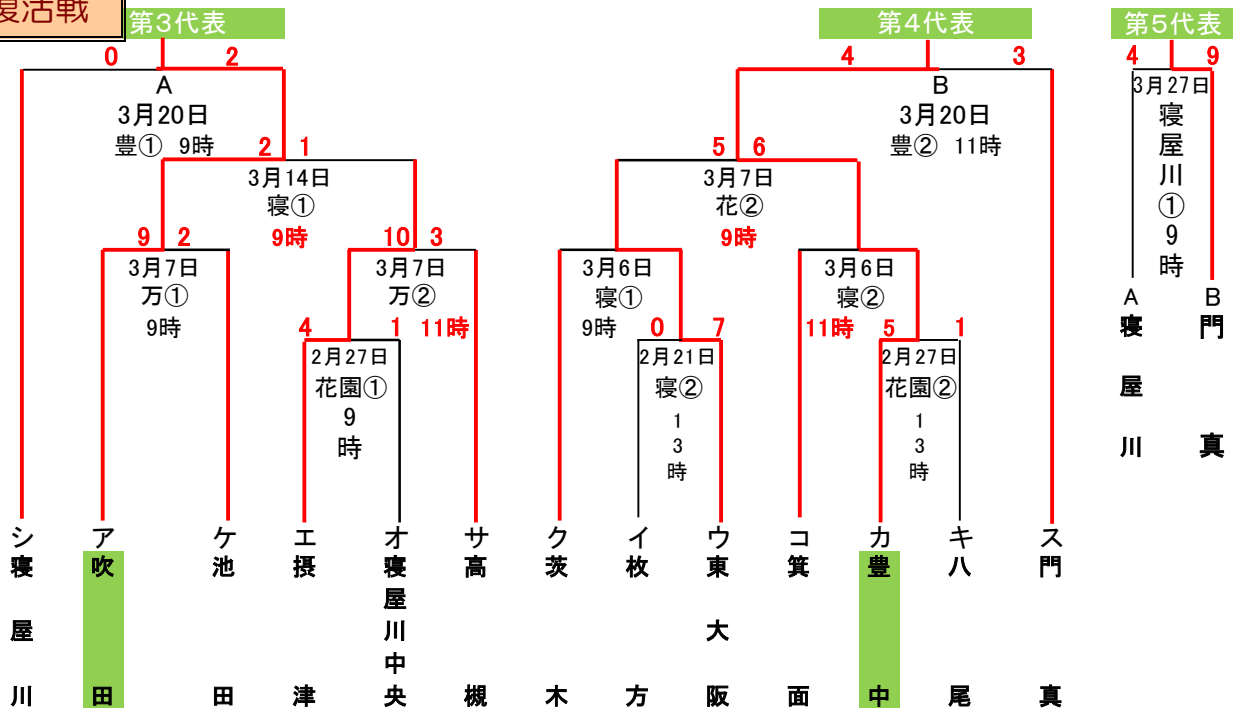 復活戦
第3代表
第4代表
第5代表
0 2
4 3
4 9
A
3月20日
豊① 9時
B
3月20日
豊② 11時
3月27日
寝屋川①9時
2 1
3月14日
寝①
9時
5 6
3月7日
花②
9時
9 2
3月7日
万①
9時
10 3
3月7日
万②
11時
3月6日
寝①
9時
3月6日
寝②
11時
4 1
2月27日
花園①
9時
0 7
2月21日
寝②
13時
5 1
2月27日
花園②
13時
A 寝屋川
B 門真
シ 寝屋川
ア 吹田
ケ 池田
エ 摂津
オ 寝屋川中央
サ 高槻
ク 茨木
イ 枚方
ウ 東大阪
コ 箕面
カ 豊中
キ 八尾
ス 門真